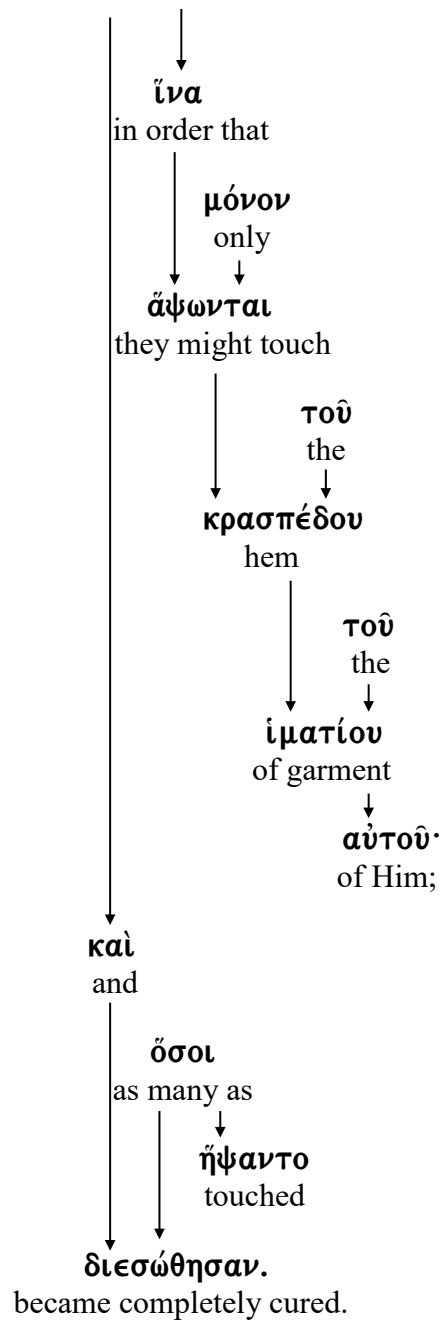 ἵνα
in order that
μόνον
only
ἅψωνται
they might touch
τοῦ
the
κρασπέδου
hem
τοῦ
the
ἱματίου
of garment
αὐτοῦ·
of Him;
καὶ
and
ὅσοι
as many as
ἥψαντο
touched
διεσώθησαν.
became completely cured.